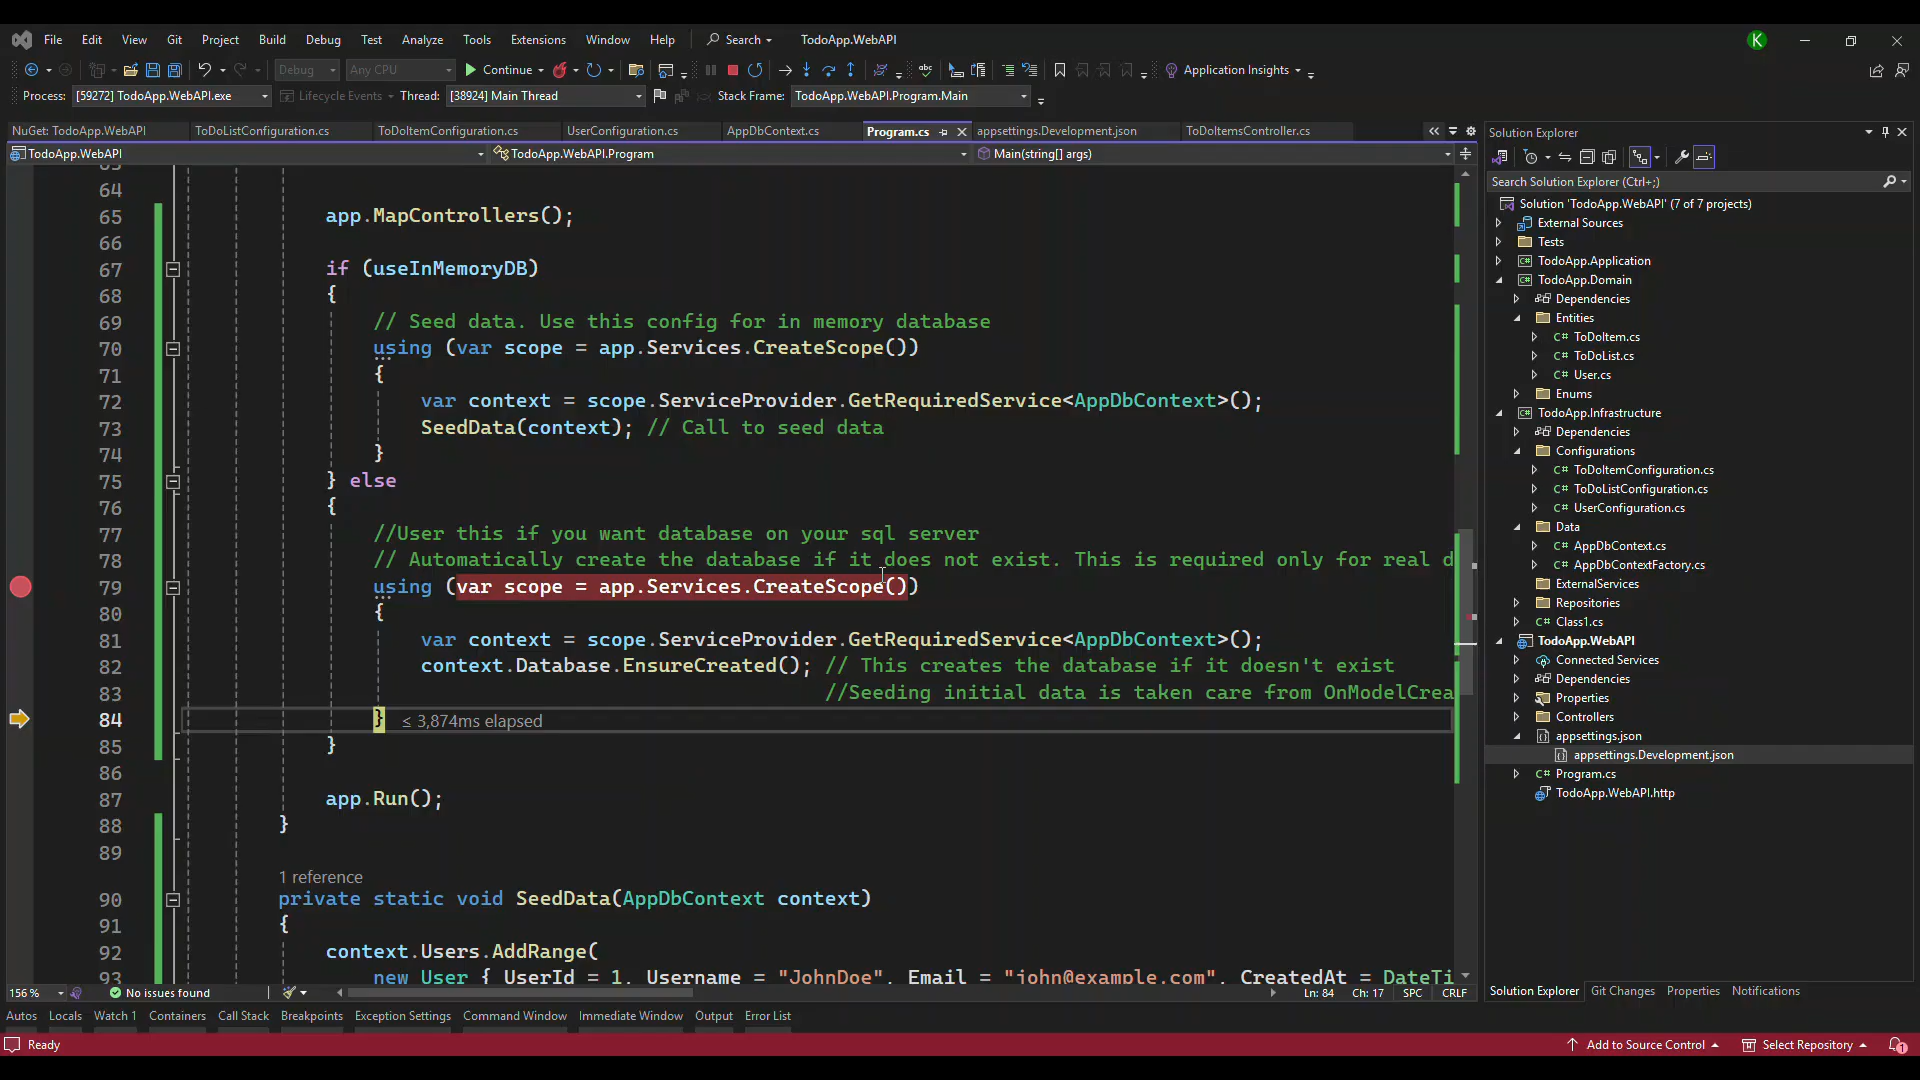 File Edit View Git Project Build Debug Test Analyze Tools Extensions Window Help Search TodoApp.WebAPI K
Debug Any CPU Continue abc Application Insights
Process: [59272] TodoApp.WebAPI.exe Lifecycle Events Thread: [38924] Main Thread Stack Frame: TodoApp.WebAPI.Program.Main
NuGet: TodoApp.WebAPI ToDoListConfiguration.cs ToDoItemConfiguration.cs UserConfiguration.cs AppDbContext.cs Program.cs appsettings.Development.json ToDoItemsController.cs
TodoApp.WebAPI TodoApp.WebAPI.Program Main(string[] args)
64
65 app.MapControllers();
66
67 if (useInMemoryDB)
68 {
69 // Seed data. Use this config for in memory database
70 using (var scope = app.Services.CreateScope())
71 {
72 var context = scope.ServiceProvider.GetRequiredService<AppDbContext>();
73 SeedData(context); // Call to seed data
74 }
75 } else
76 {
77 //User this if you want database on your sql server
78 // Automatically create the database if it does not exist. This is required only for real d
79 using (var scope = app.Services.CreateScope())
80 {
81 var context = scope.ServiceProvider.GetRequiredService<AppDbContext>();
82 context.Database.EnsureCreated(); // This creates the database if it doesn't exist
83 //Seeding initial data is taken care from OnModelCrea
84 } ≤ 3,874ms elapsed
85 }
86
87 app.Run();
88 }
89
1 reference
90 private static void SeedData(AppDbContext context)
91 {
92 context.Users.AddRange(
93 new User { UserId = 1, Username = "JohnDoe", Email = "john@example.com", CreatedAt = DateTi
156 % No issues found Ln: 84 Ch: 17 SPC CRLF
Autos Locals Watch 1 Containers Call Stack Breakpoints Exception Settings Command Window Immediate Window Output Error List
Ready Add to Source Control Select Repository 1
Solution Explorer
Search Solution Explorer (Ctrl+;)
Solution 'TodoApp.WebAPI' (7 of 7 projects)
External Sources
Tests
C# TodoApp.Application
C# TodoApp.Domain
Dependencies
Entities
C# ToDoItem.cs
C# ToDoList.cs
C# User.cs
Enums
C# TodoApp.Infrastructure
Dependencies
Configurations
C# ToDoItemConfiguration.cs
C# ToDoListConfiguration.cs
C# UserConfiguration.cs
Data
C# AppDbContext.cs
C# AppDbContextFactory.cs
ExternalServices
Repositories
C# Class1.cs
TodoApp.WebAPI
Connected Services
Dependencies
Properties
Controllers
appsettings.json
appsettings.Development.json
C# Program.cs
TodoApp.WebAPI.http
Solution Explorer Git Changes Properties Notifications